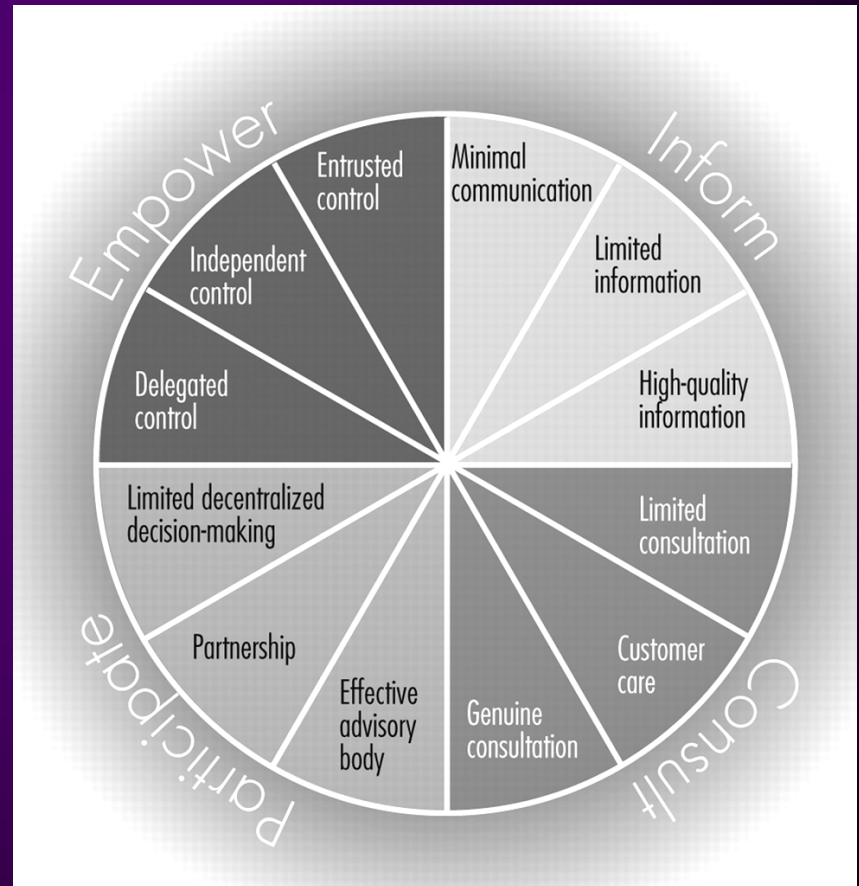 Inform
Minimal
communication
Limited
information
High-quality
information
Consult
Limited
consultation
Customer
care
Genuine
consultation
Participate
Effective
advisory
body
Partnership
Limited decentralized
decision-making
Empower
Delegated
control
Independent
control
Entrusted
control